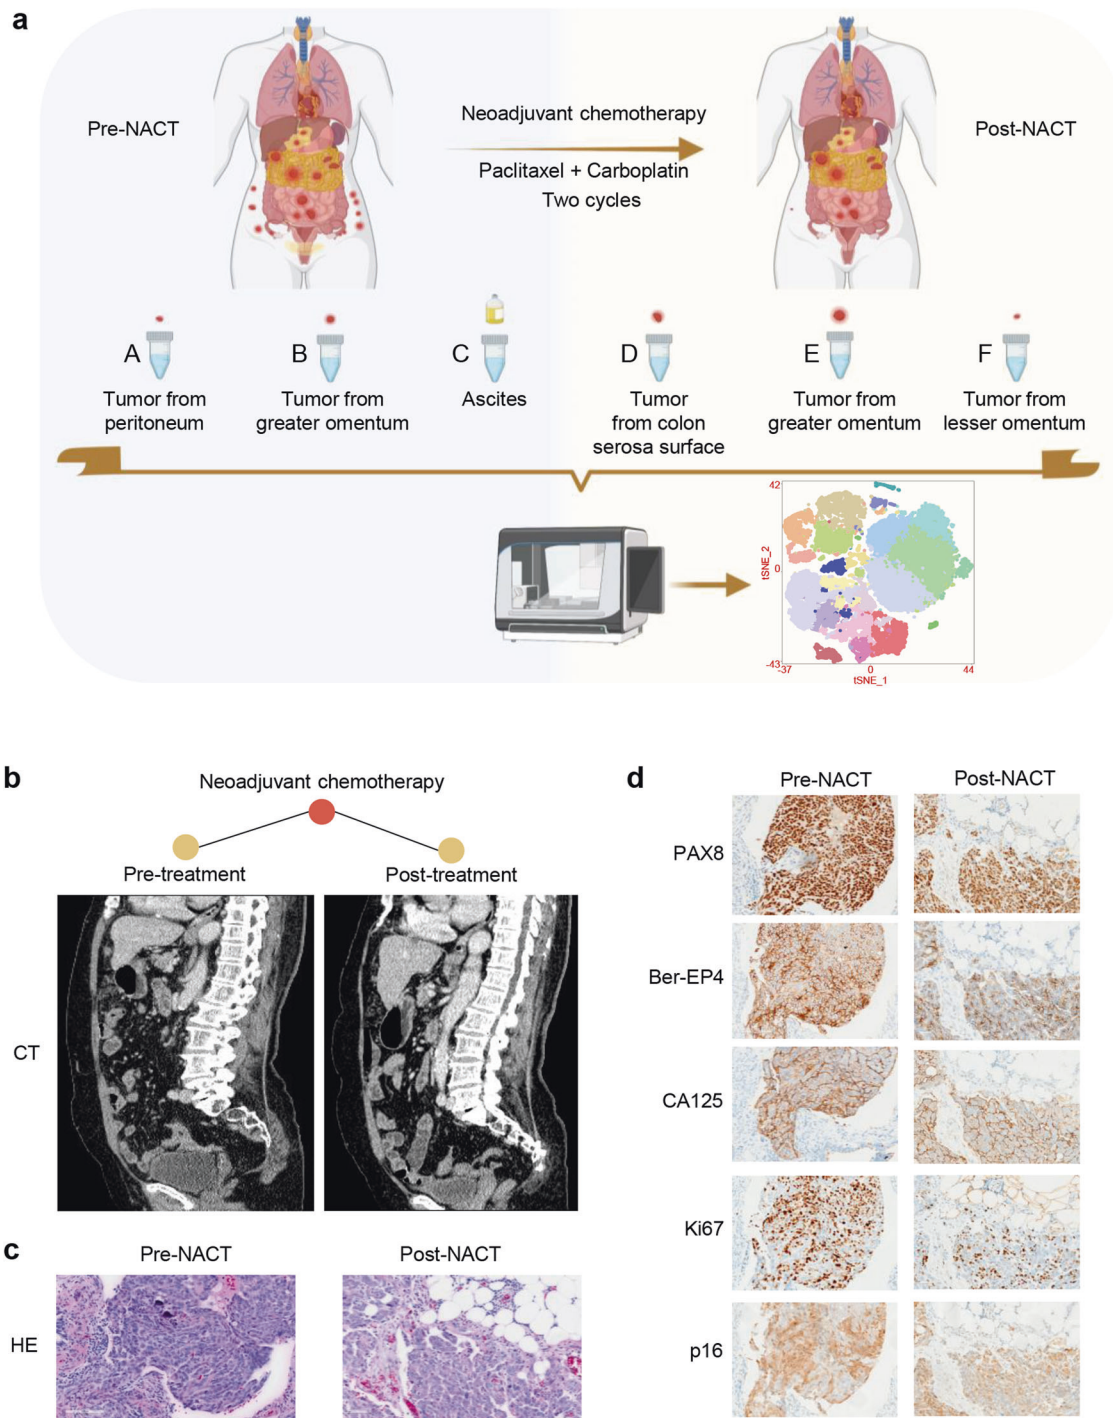 a
Pre-NACT
Neoadjuvant chemotherapy
Paclitaxel + Carboplatin
Two cycles
Post-NACT
A
B
C
D
E
F
Tumor from
peritoneum
Tumor from
greater omentum
Ascites
Tumor
from colon
serosa surface
Tumor from
greater omentum
Tumor from
lesser omentum
42
tSNE_2
0
-43
-37
0
44
tSNE_1
b
Neoadjuvant chemotherapy
Pre-treatment
Post-treatment
CT
c
Pre-NACT
Post-NACT
HE
d
Pre-NACT
Post-NACT
PAX8
Ber-EP4
CA125
Ki67
p16